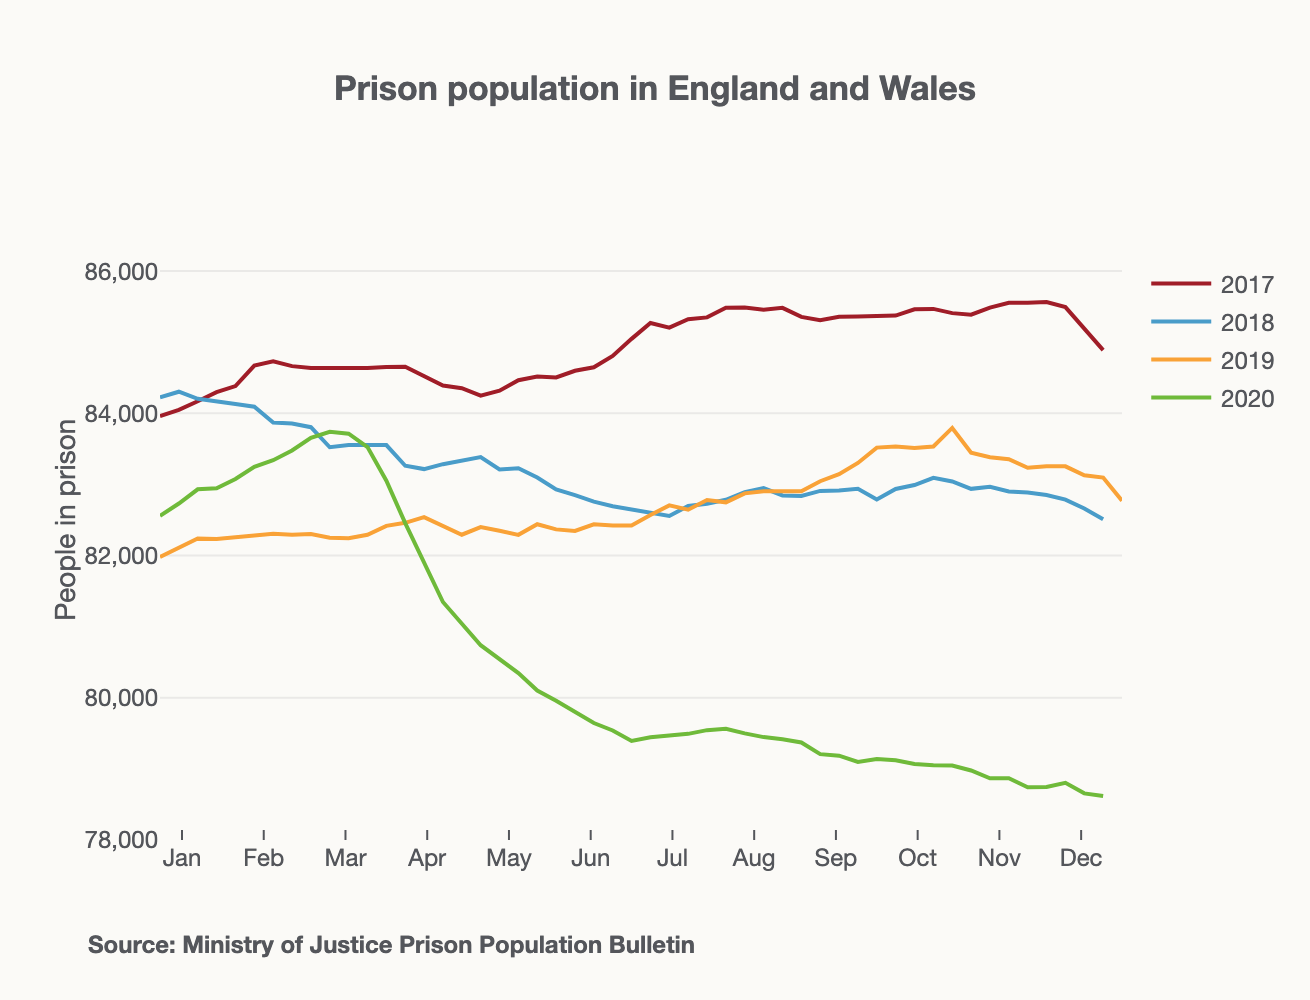 Prison population in England and Wales
86,000
84,000
82,000
80,000
78,000
People in prison
Jan Feb Mar Apr May Jun Jul Aug Sep Oct Nov Dec
2017
2018
2019
2020
Source: Ministry of Justice Prison Population Bulletin